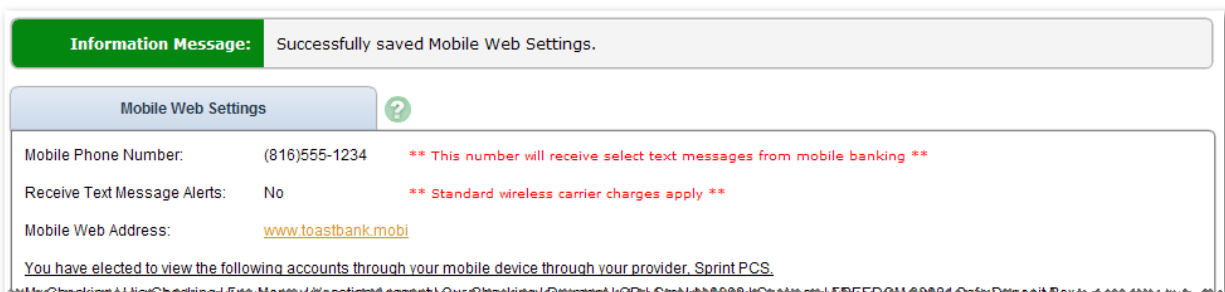 Information Message: Successfully saved Mobile Web Settings.
Mobile Web Settings
?
Mobile Phone Number: (816)555-1234 ** This number will receive select text messages from mobile banking **
Receive Text Message Alerts: No ** Standard wireless carrier charges apply **
Mobile Web Address: www.toastbank.mobi
You have elected to view the following accounts through your mobile device through your provider, Sprint PCS.